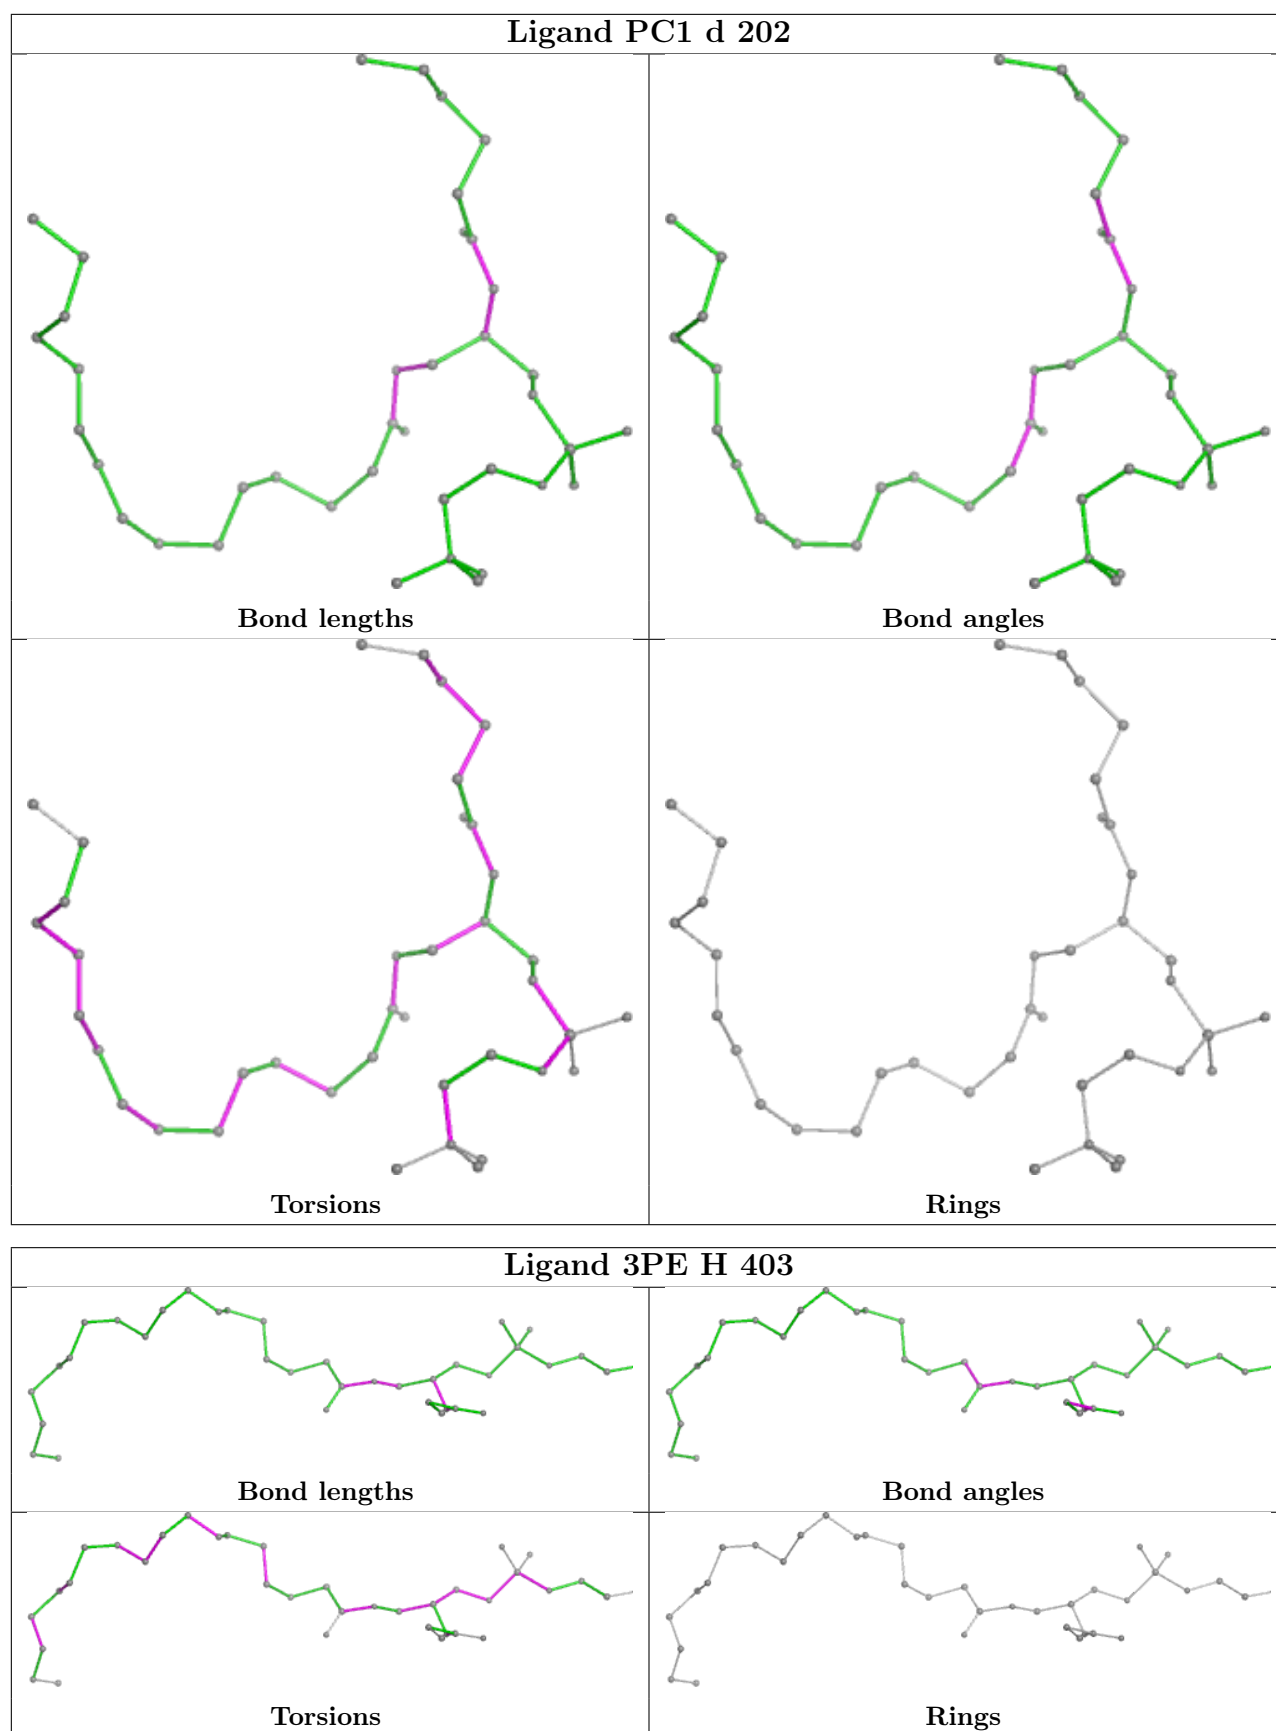 Ligand PC1 d 202
Bond lengths
Bond angles
Torsions
Rings
Ligand 3PE H 403
Bond lengths
Bond angles
Torsions
Rings